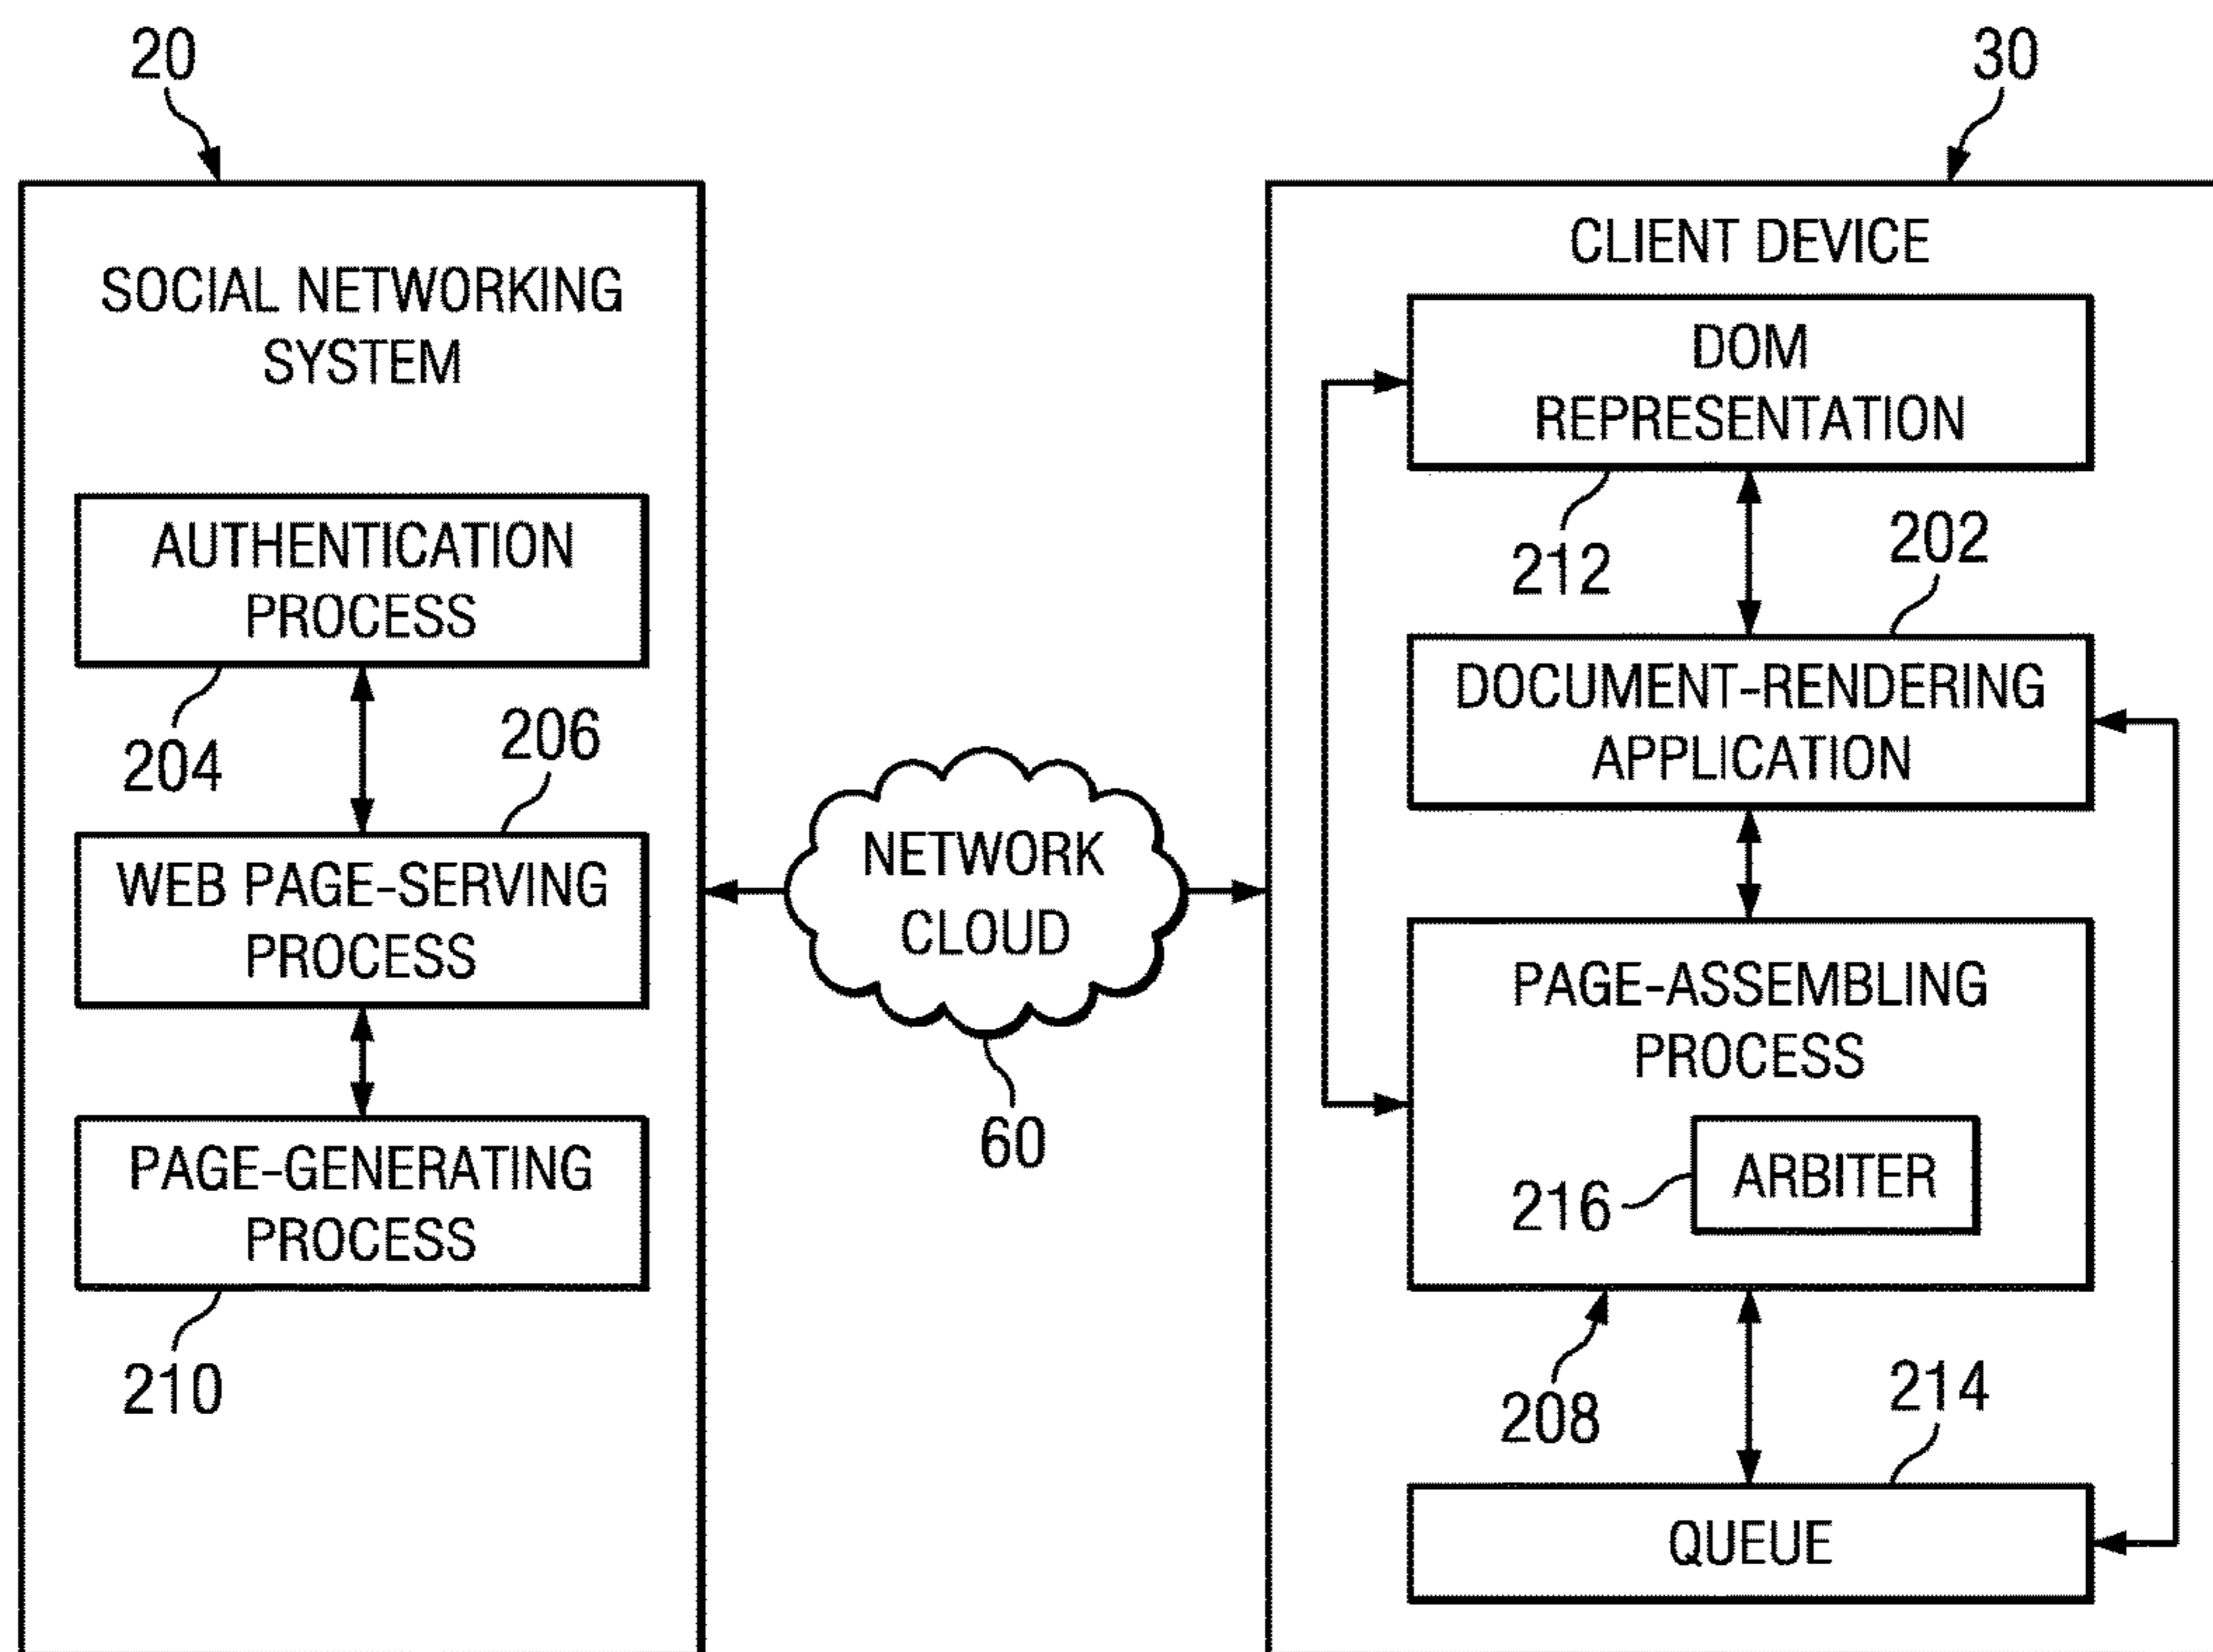 20
30
SOCIAL NETWORKING
SYSTEM
AUTHENTICATION
PROCESS
204
206
WEB PAGE-SERVING
PROCESS
PAGE-GENERATING
PROCESS
210
NETWORK
CLOUD
60
CLIENT DEVICE
DOM
REPRESENTATION
212
202
DOCUMENT-RENDERING
APPLICATION
PAGE-ASSEMBLING
PROCESS
216
ARBITER
208
214
QUEUE